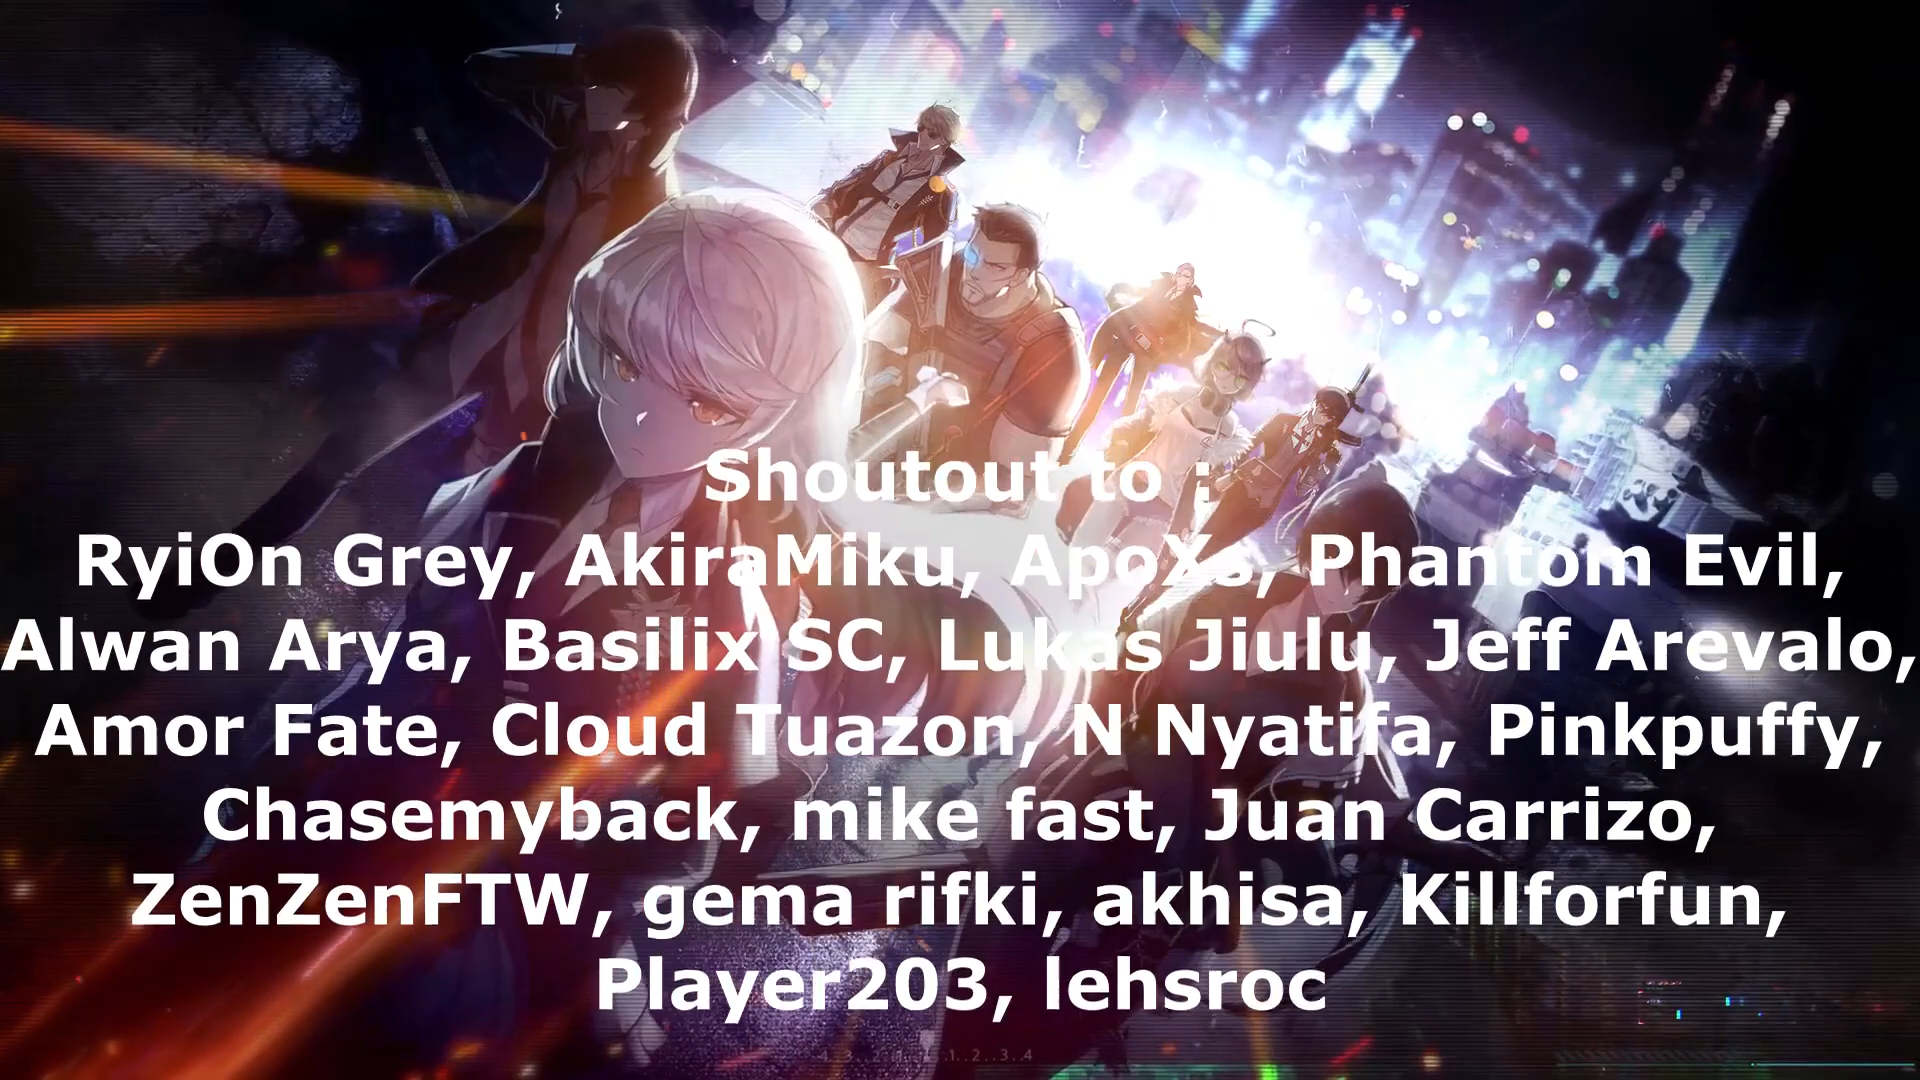 Shoutout to :
RyiOn Grey, AkiraMiku, ApoXs, Phantom Evil,
Alwan Arya, Basilix SC, Lukas Jiulu, Jeff Arevalo,
Amor Fate, Cloud Tuazon, N Nyatifa, Pinkpuffy,
Chasemyback, mike fast, Juan Carrizo,
ZenZenFTW, gema rifki, akhisa, Killforfun,
Player203, lehsroc